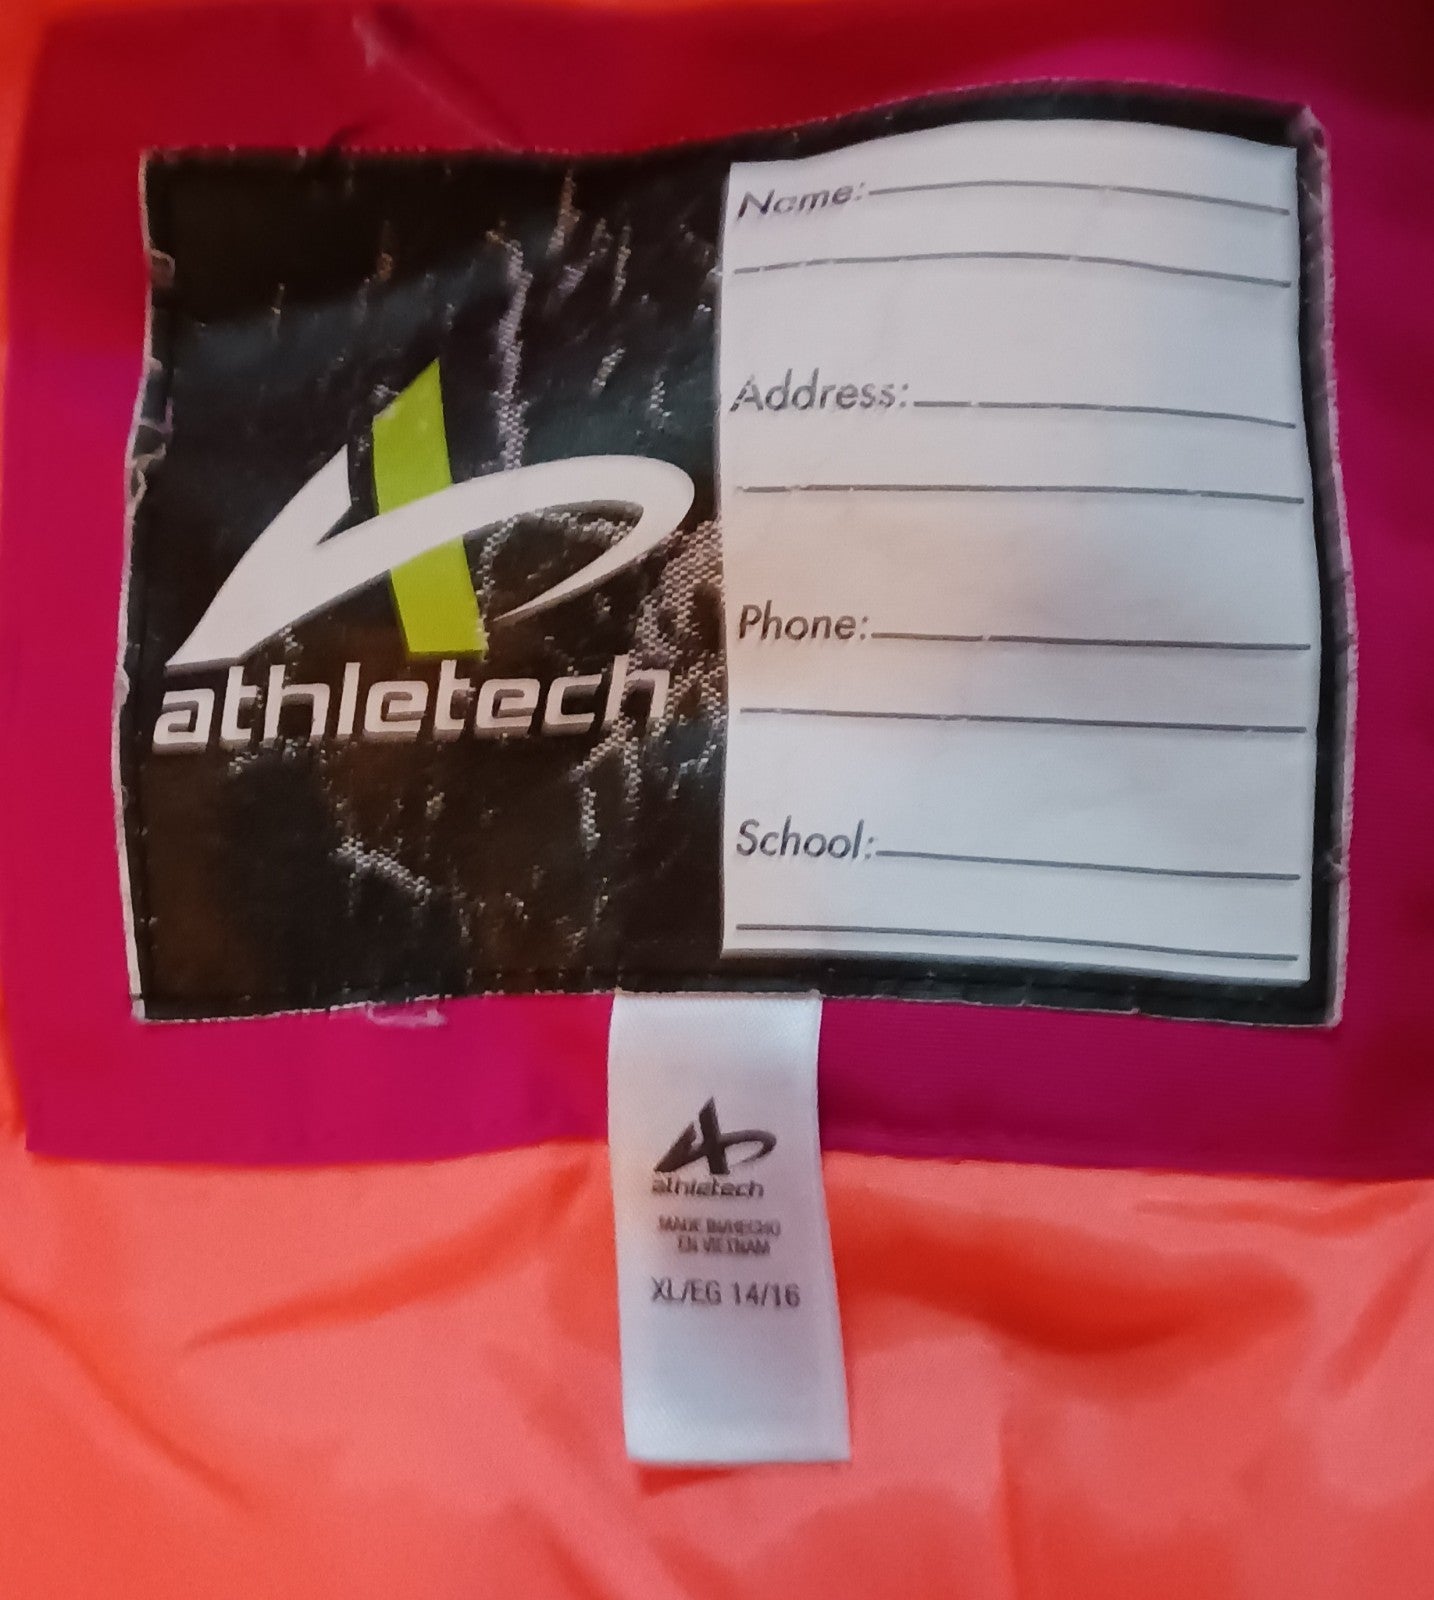 Name:
Address:
Phone:
School:
athletech
athletech
MADE IN/HECHO
EN VIETNAM
XL/EG 14/16